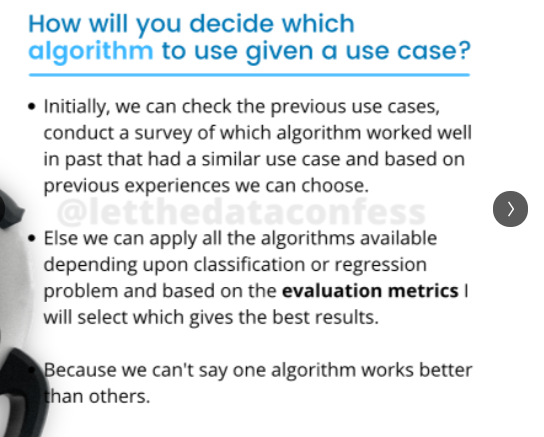 How will you decide which
algorithm to use given a use case?
• Initially, we can check the previous use cases,
conduct a survey of which algorithm worked well
in past that had a similar use case and based on
previous experiences we can choose.
@letthedataconfess
• Else we can apply all the algorithms available
depending upon classification or regression
problem and based on the evaluation metrics I
will select which gives the best results.
• Because we can't say one algorithm works better
than others.